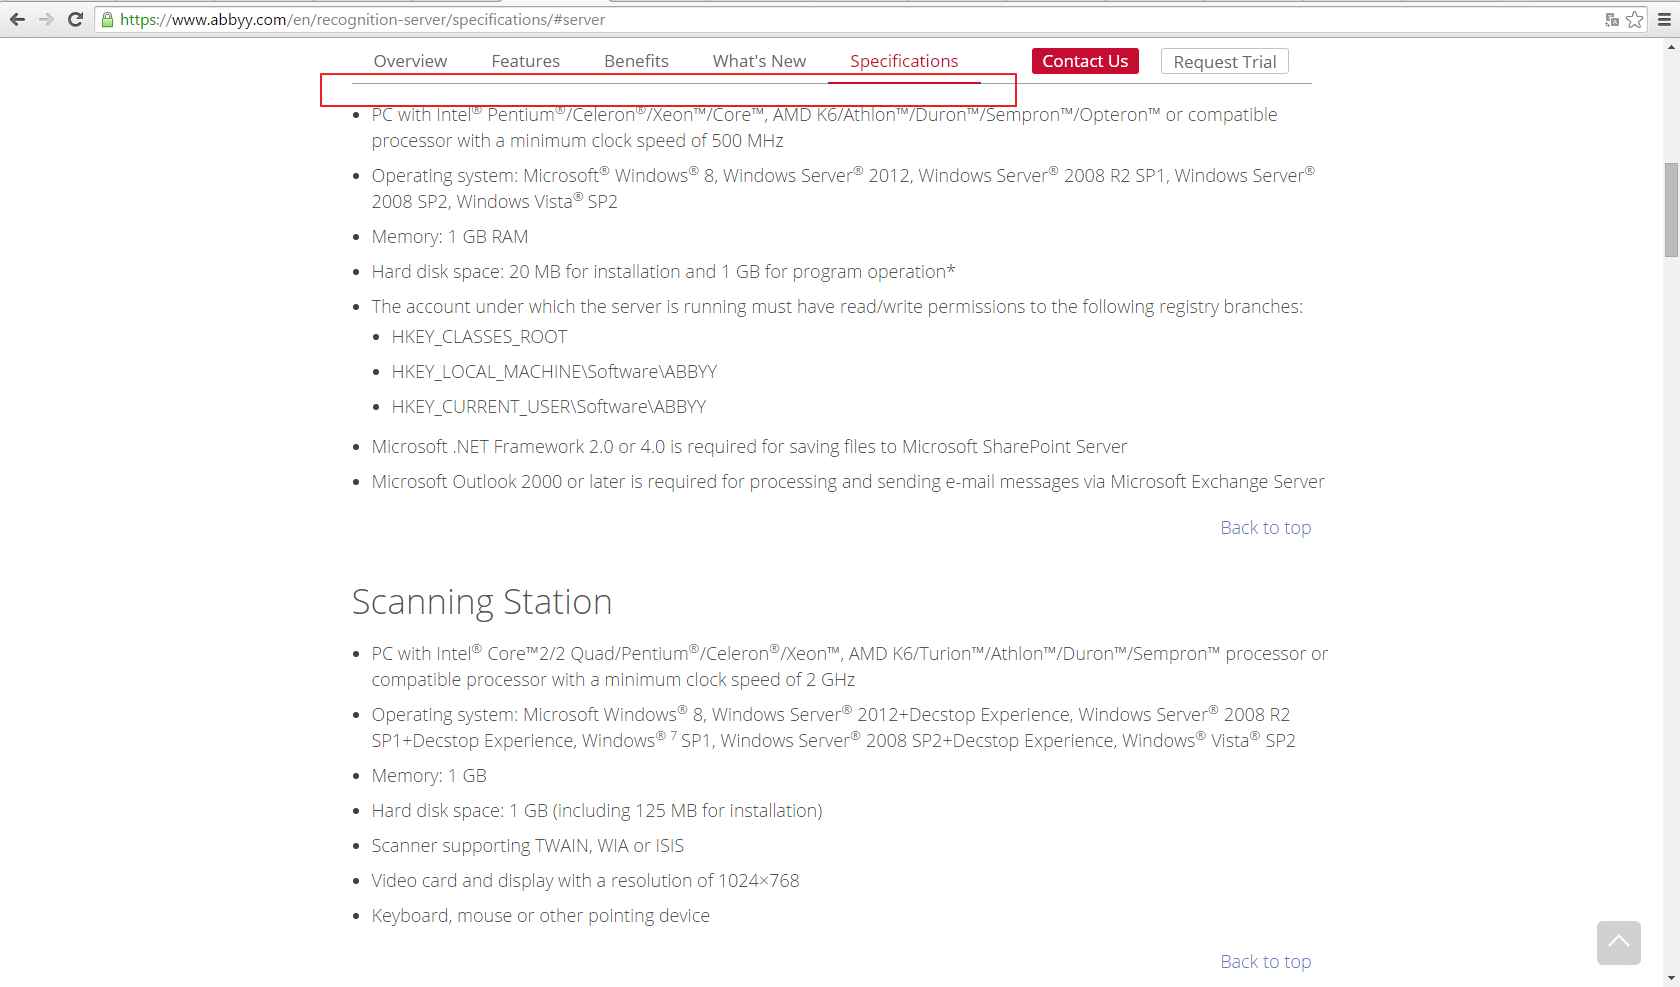 https://www.abbyy.com/en/recognition-server/specifications/#server
Overview Features Benefits What's New Specifications Contact Us Request Trial
• PC with Intel® Pentium®/Celeron®/Xeon™/Core™, AMD K6/Athlon™/Duron™/Sempron™/Opteron™ or compatible
processor with a minimum clock speed of 500 MHz
• Operating system: Microsoft® Windows® 8, Windows Server® 2012, Windows Server® 2008 R2 SP1, Windows Server®
2008 SP2, Windows Vista® SP2
• Memory: 1 GB RAM
• Hard disk space: 20 MB for installation and 1 GB for program operation*
• The account under which the server is running must have read/write permissions to the following registry branches:
• HKEY_CLASSES_ROOT
• HKEY_LOCAL_MACHINE\Software\ABBYY
• HKEY_CURRENT_USER\Software\ABBYY
• Microsoft .NET Framework 2.0 or 4.0 is required for saving files to Microsoft SharePoint Server
• Microsoft Outlook 2000 or later is required for processing and sending e-mail messages via Microsoft Exchange Server
Back to top
Scanning Station
• PC with Intel® Core™2/2 Quad/Pentium®/Celeron®/Xeon™, AMD K6/Turion™/Athlon™/Duron™/Sempron™ processor or
compatible processor with a minimum clock speed of 2 GHz
• Operating system: Microsoft Windows® 8, Windows Server® 2012+Decstop Experience, Windows Server® 2008 R2
SP1+Decstop Experience, Windows® 7 SP1, Windows Server® 2008 SP2+Decstop Experience, Windows® Vista® SP2
• Memory: 1 GB
• Hard disk space: 1 GB (including 125 MB for installation)
• Scanner supporting TWAIN, WIA or ISIS
• Video card and display with a resolution of 1024×768
• Keyboard, mouse or other pointing device
Back to top